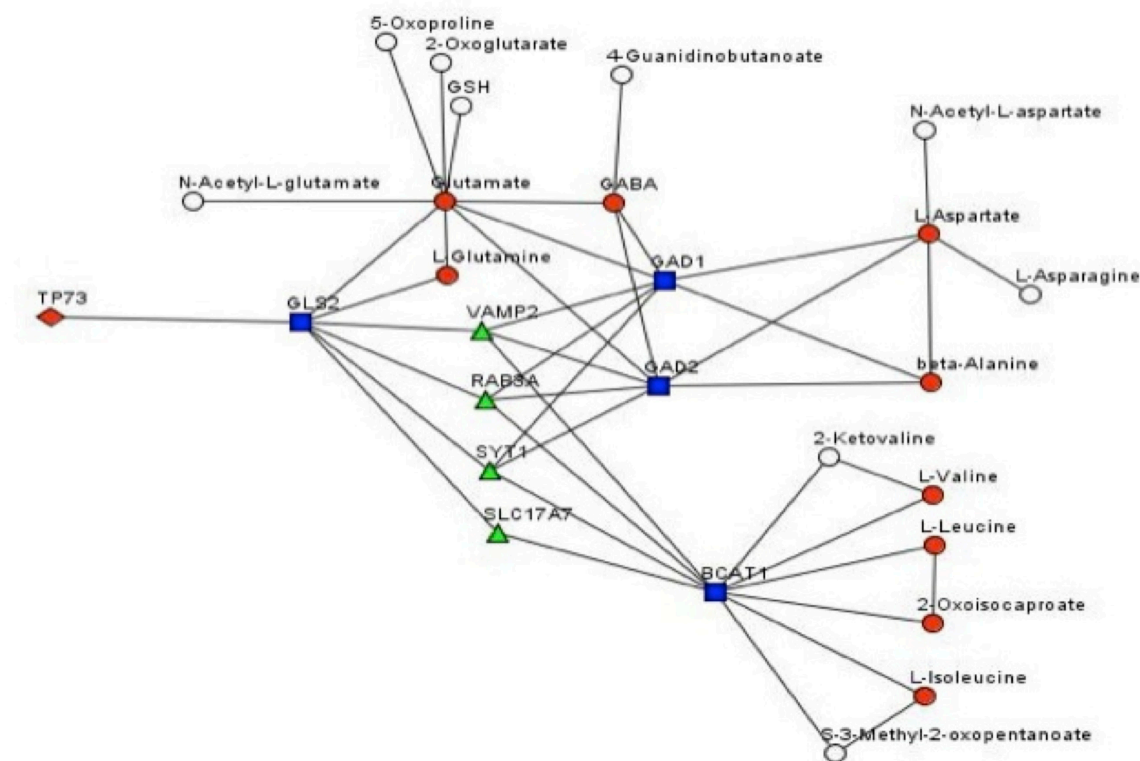 5-Oxoproline
2-Oxoglutarate
GSH
4-Guanidinobutanoate
N-Acetyl-L-aspartate
N-Acetyl-L-glutamate
Glutamate
GABA
L-Aspartate
L-Glutamine
GAD1
L-Asparagine
TP73
GLS2
VAMP2
RAB3A
GAD2
beta-Alanine
SYT1
2-Ketovaline
L-Valine
SLC17A7
L-Leucine
BCAT1
2-Oxoisocaproate
L-Isoleucine
S-3-Methyl-2-oxopentanoate